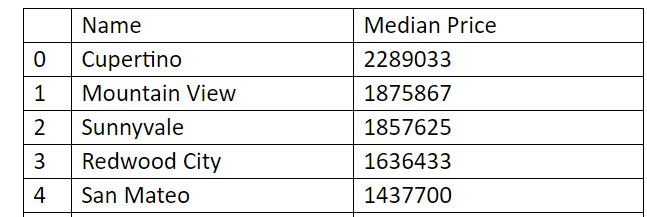 Name Median Price
0 Cupertino 2289033
1 Mountain View 1875867
2 Sunnyvale 1857625
3 Redwood City 1636433
4 San Mateo 1437700